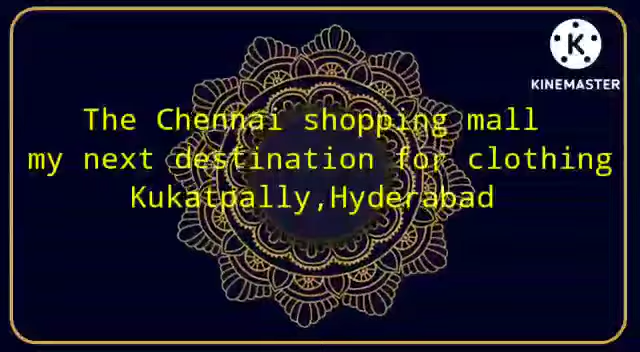 KINEMASTER
The Chennai shopping mall
my next destination for clothing
Kukatpally,Hyderabad